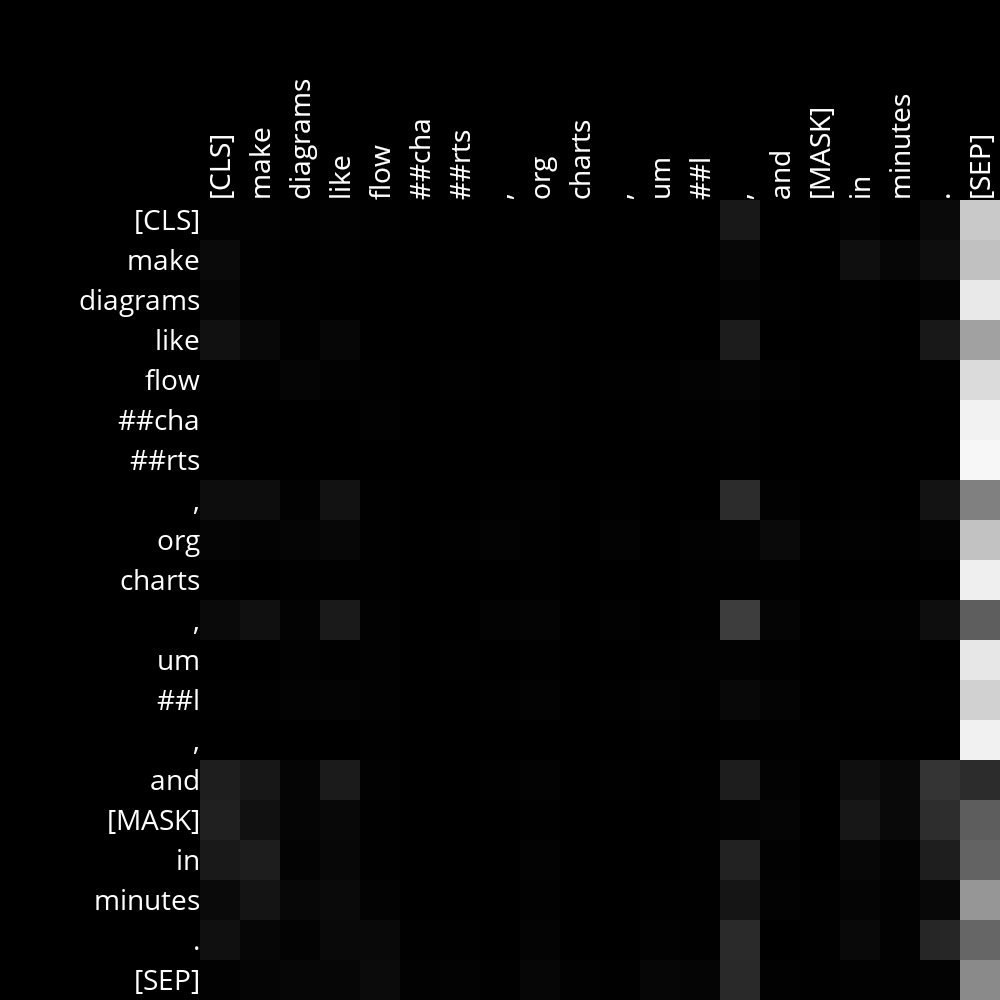 [CLS] make diagrams like flow ##cha ##rts , org charts , um ##l , and [MASK] in minutes . [SEP]
[CLS]
make
diagrams
like
flow
##cha
##rts
,
org
charts
,
um
##l
,
and
[MASK]
in
minutes
.
[SEP]